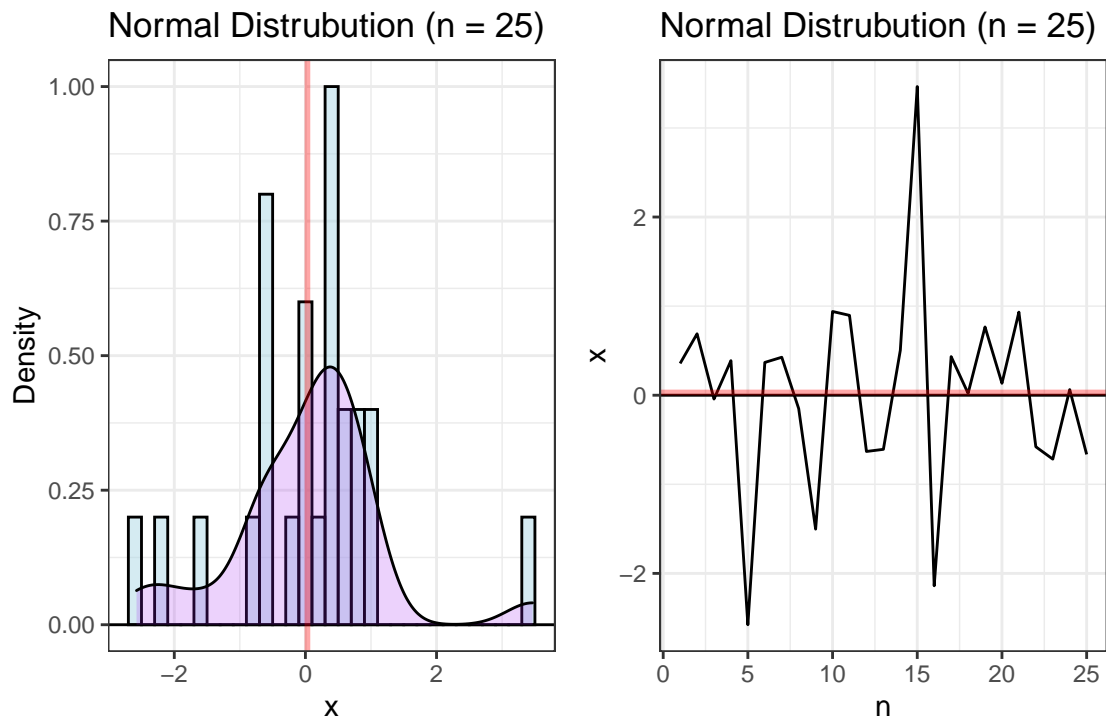 Normal Distrubution (n = 25)
1.00
0.75
0.50
0.25
0.00
Density
−2 0 2
x
Normal Distrubution (n = 25)
2
0
−2
x
0 5 10 15 20 25
n